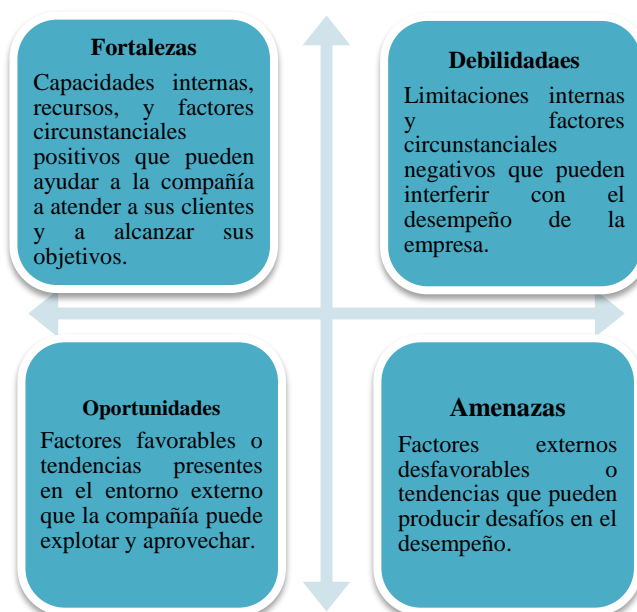 Fortalezas
Capacidades internas,
recursos, y factores
circunstanciales
positivos que pueden
ayudar a la compañía
a atender a sus clientes
y a alcanzar sus
objetivos.
Debilidadaes
Limitaciones internas
y factores
circunstanciales
negativos que pueden
interferir con el
desempeño de la
empresa.
Oportunidades
Factores favorables o
tendencias presentes
en el entorno externo
que la compañía puede
explotar y aprovechar.
Amenazas
Factores externos
desfavorables o
tendencias que pueden
producir desafíos en el
desempeño.